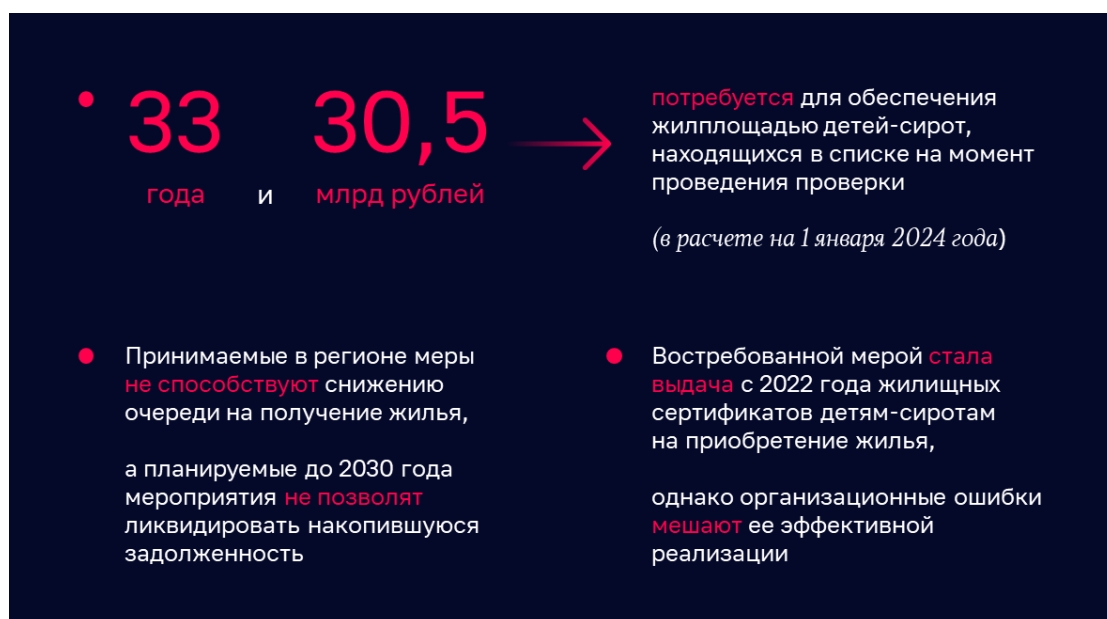 33 30,5
года и млрд рублей
потребуется для обеспечения
жилплощадью детей-сирот,
находящихся в списке на момент
проведения проверки
(в расчете на 1 января 2024 года)
Принимаемые в регионе меры
не способствуют снижению
очереди на получение жилья,
а планируемые до 2030 года
мероприятия не позволят
ликвидировать накопившуюся
задолженность
Востребованной мерой стала
выдача с 2022 года жилищных
сертификатов детям-сиротам
на приобретение жилья,
однако организационные ошибки
мешают ее эффективной
реализации